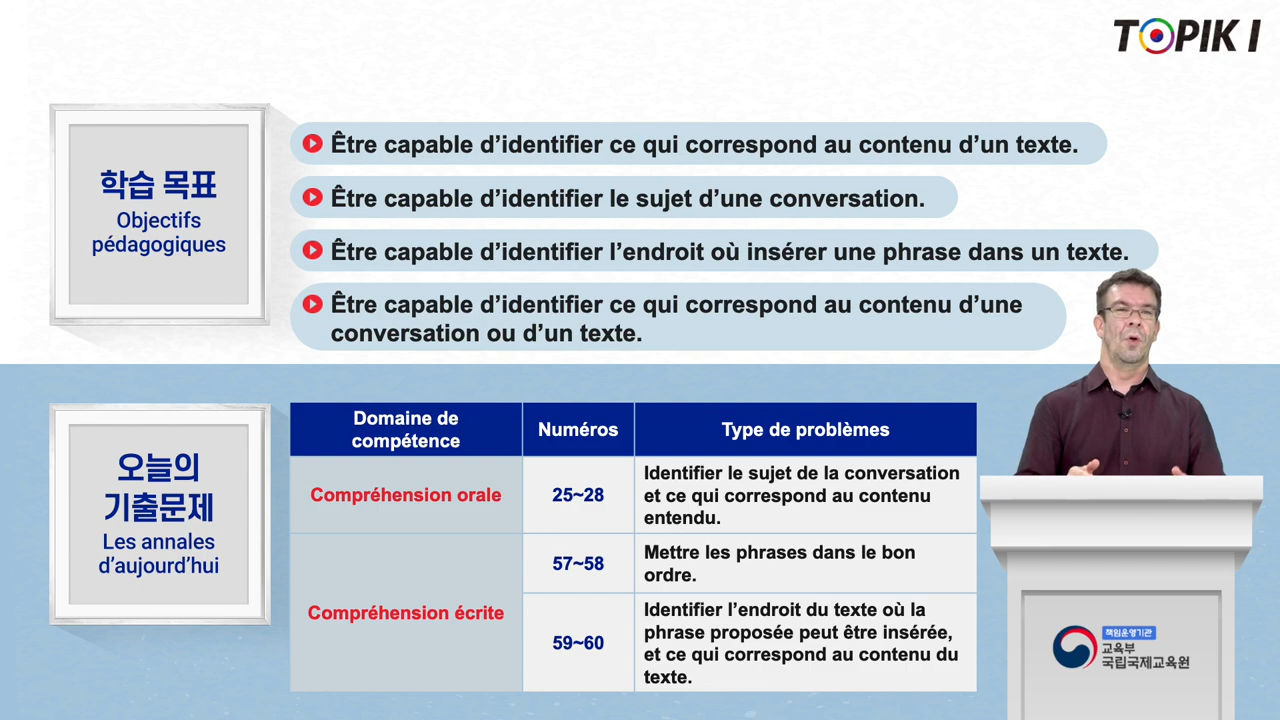 TOPIK I
학습 목표
Objectifs
pédagogiques
Être capable d’identifier ce qui correspond au contenu d’un texte.
Être capable d’identifier le sujet d’une conversation.
Être capable d’identifier l’endroit où insérer une phrase dans un texte.
Être capable d’identifier ce qui correspond au contenu d’une
conversation ou d’un texte.
오늘의
기출문제
Les annales
d’aujourd’hui
Domaine de
compétence
Numéros
Type de problèmes
Compréhension orale
25~28
Identifier le sujet de la conversation
et ce qui correspond au contenu
entendu.
Compréhension écrite
57~58
Mettre les phrases dans le bon
ordre.
59~60
Identifier l’endroit du texte où la
phrase proposée peut être insérée,
et ce qui correspond au contenu du
texte.
책임운영기관
교육부
국립국제교육원